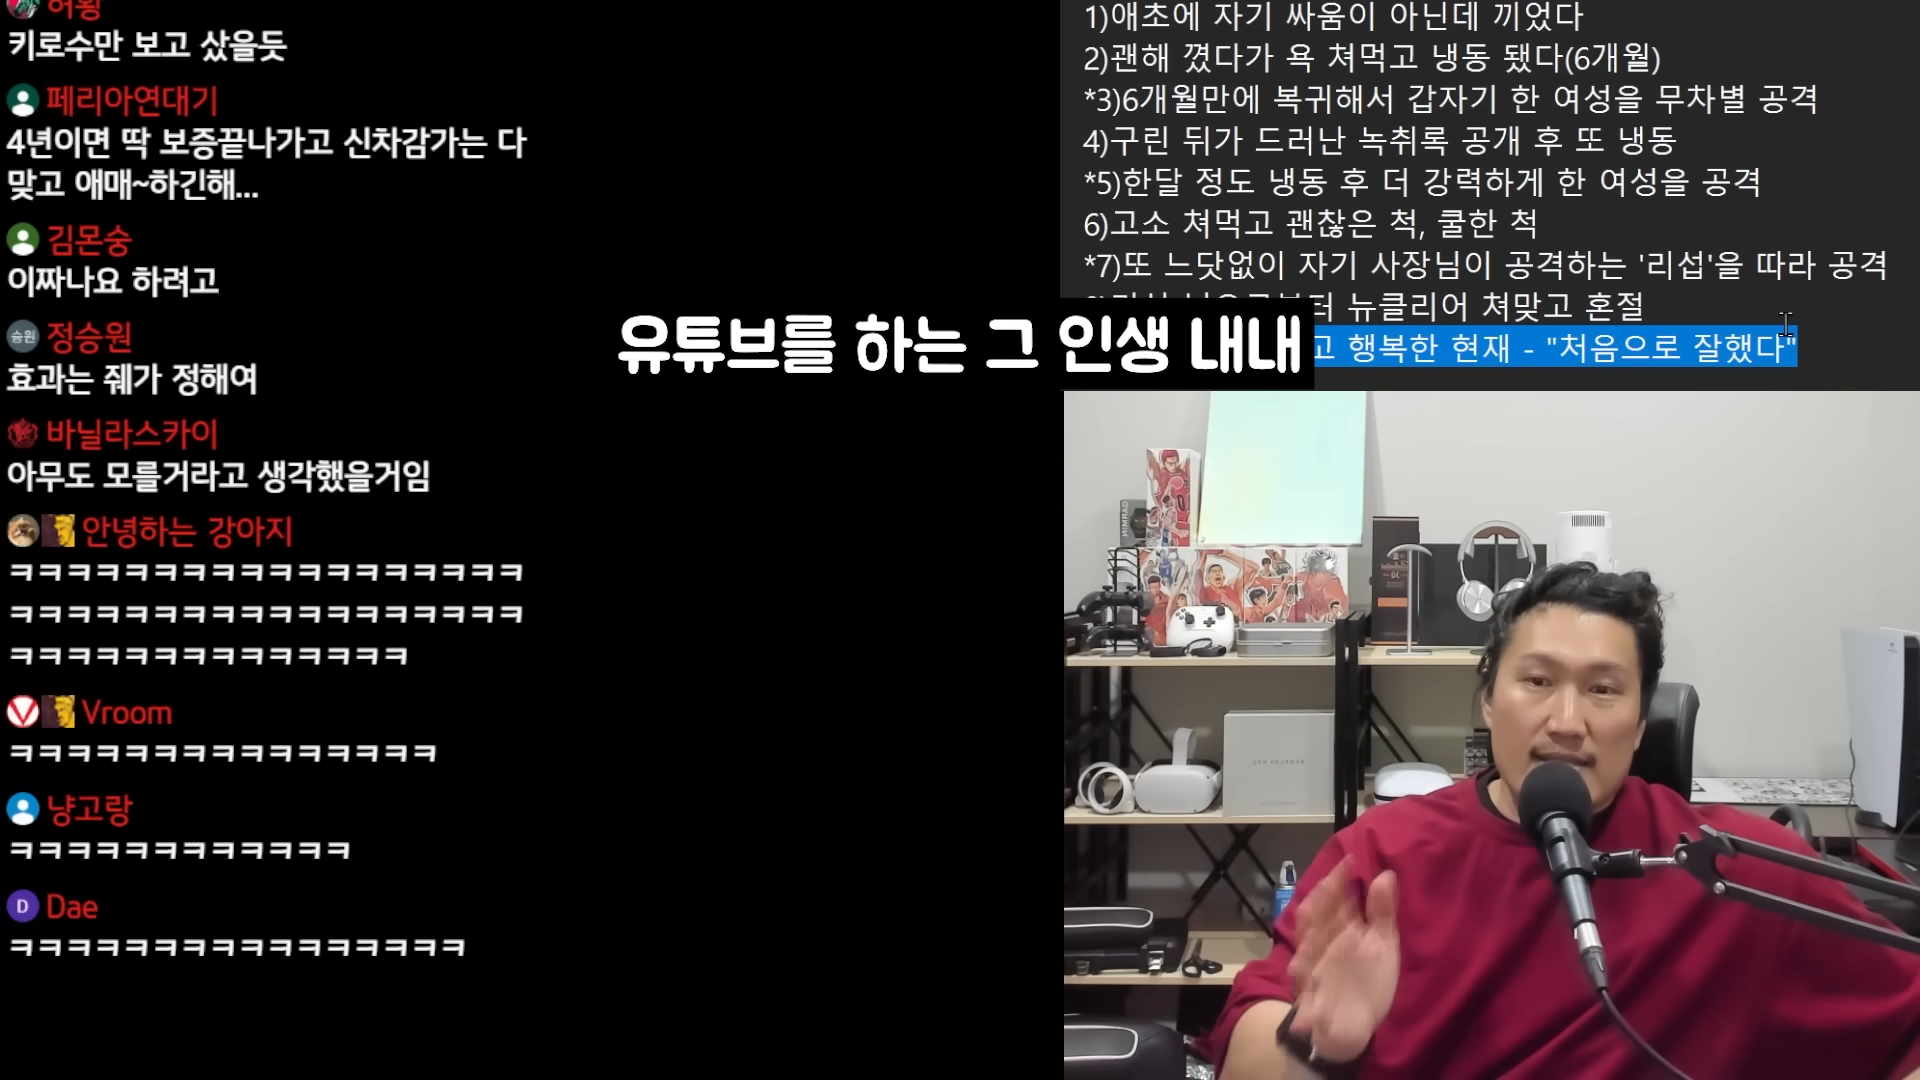 허황
키로수만 보고 샀을듯
페리아연대기
4년이면 딱 보증끝나가고 신차감가는 다
맞고 애매~하긴해...
김몬숭
이짜나요 하려고
승원 정승원
효과는 줴가 정해여
바닐라스카이
아무도 모를거라고 생각했을거임
안녕하는 강아지
ㅋㅋㅋㅋㅋㅋㅋㅋㅋㅋㅋㅋㅋㅋㅋㅋㅋㅋ
ㅋㅋㅋㅋㅋㅋㅋㅋㅋㅋㅋㅋㅋㅋㅋㅋㅋㅋ
ㅋㅋㅋㅋㅋㅋㅋㅋㅋㅋㅋㅋㅋㅋ
Vroom
ㅋㅋㅋㅋㅋㅋㅋㅋㅋㅋㅋㅋㅋㅋㅋ
냥고랑
ㅋㅋㅋㅋㅋㅋㅋㅋㅋㅋㅋㅋ
D Dae
ㅋㅋㅋㅋㅋㅋㅋㅋㅋㅋㅋㅋㅋㅋㅋㅋ
1)애초에 자기 싸움이 아닌데 끼었다
2)괜해 꼈다가 욕 쳐먹고 냉동 됐다(6개월)
*3)6개월만에 복귀해서 갑자기 한 여성을 무차별 공격
4)구린 뒤가 드러난 녹취록 공개 후 또 냉동
*5)한달 정도 냉동 후 더 강력하게 한 여성을 공격
6)고소 쳐먹고 괜찮은 척, 쿨한 척
*7)또 느닷없이 자기 사장님이 공격하는 '리섭'을 따라 공격
뉴클리어 쳐맞고 혼절
고 행복한 현재 - "처음으로 잘했다"
유튜브를 하는 그 인생 내내